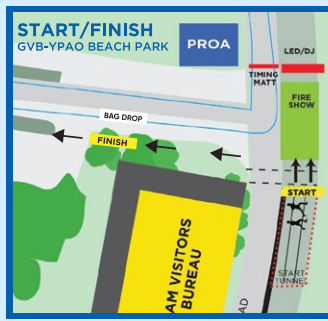 START/FINISH
GVB-YPAO BEACH PARK
PROA
LED/DJ
TIMING
MATT
FIRE
SHOW
BAG DROP
FINISH
START
AM VISITORS
BUREAU
START
TUNNEL
AD